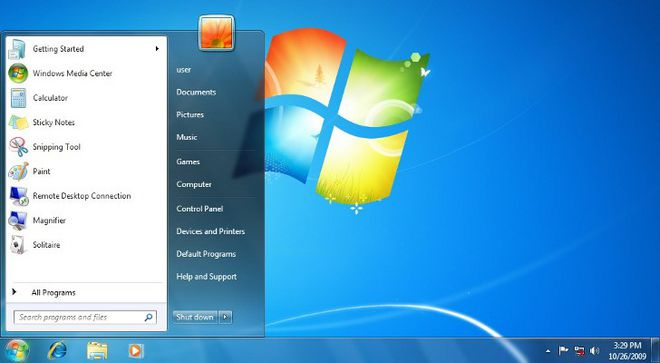 Getting Started
Windows Media Center
Calculator
Sticky Notes
Snipping Tool
Paint
Remote Desktop Connection
Magnifier
Solitaire
All Programs
Search programs and files
user
Documents
Pictures
Music
Games
Computer
Control Panel
Devices and Printers
Default Programs
Help and Support
Shut down
3:29 PM
10/26/2009